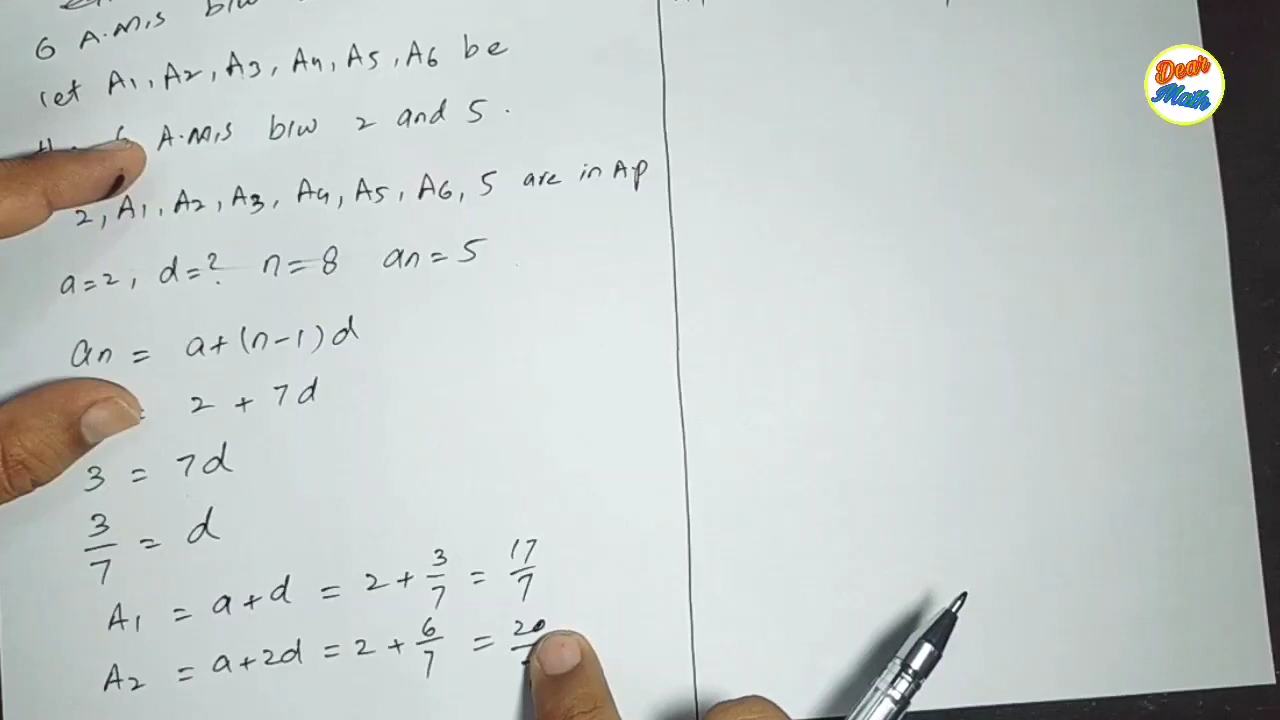 6 A.M,s b/w
let A1, A2, A3, A4, A5, A6 be
6 A.M,s b/w 2 and 5.
2, A1, A2, A3, A4, A5, A6, 5 are in Ap
a=2, d=? n=8 an=5
an = a+(n-1)d
= 2 + 7d
3 = 7d
3/7 = d
A1 = a+d = 2+3/7 = 17/7
A2 = a+2d = 2+6/7 = 20
Dear
Math